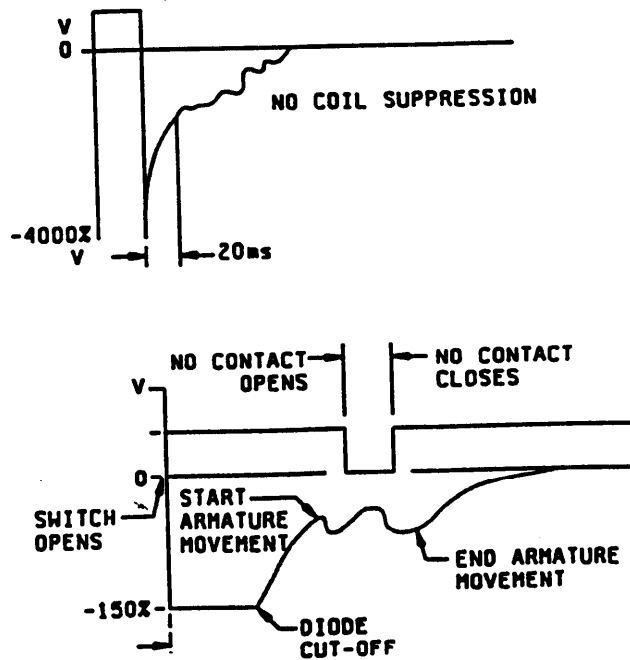 V
0
NO COIL SUPPRESSION
-4000%
V
20ms
NO CONTACT
OPENS
NO CONTACT
CLOSES
V
0
SWITCH
OPENS
START
ARMATURE
MOVEMENT
END ARMATURE
MOVEMENT
-150%
DIODE
CUT-OFF